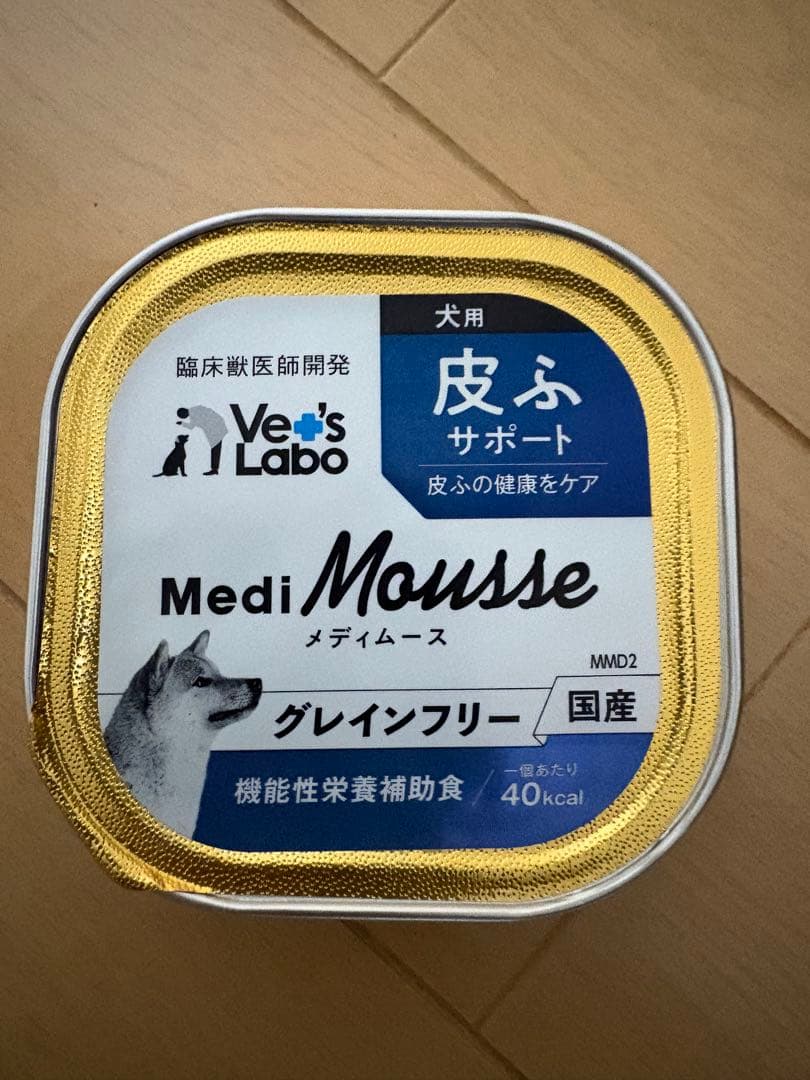 犬用
皮ふ
サポート
皮ふの健康をケア
臨床獣医師開発
Vet's
Labo
Medi Mousse
メディムース
MMD2
グレインフリー
国産
機能性栄養補助食
一個あたり
40kcal